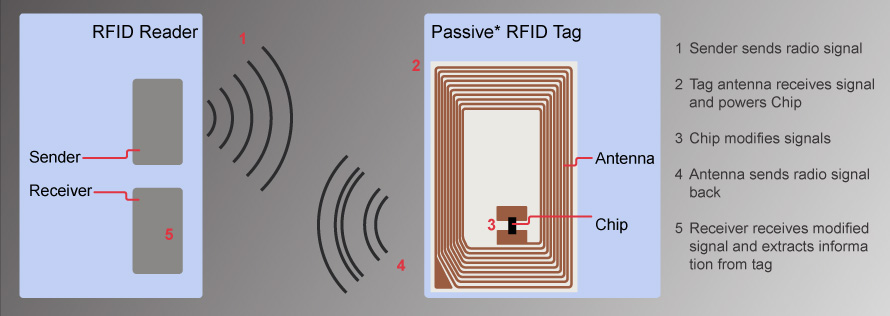 RFID Reader
1
Sender
Receiver
5
4
Passive* RFID Tag
2
Antenna
3
Chip
1 Sender sends radio signal
2 Tag antenna receives signal
and powers Chip
3 Chip modifies signals
4 Antenna sends radio signal
back
5 Receiver receives modified
signal and extracts informa
tion from tag